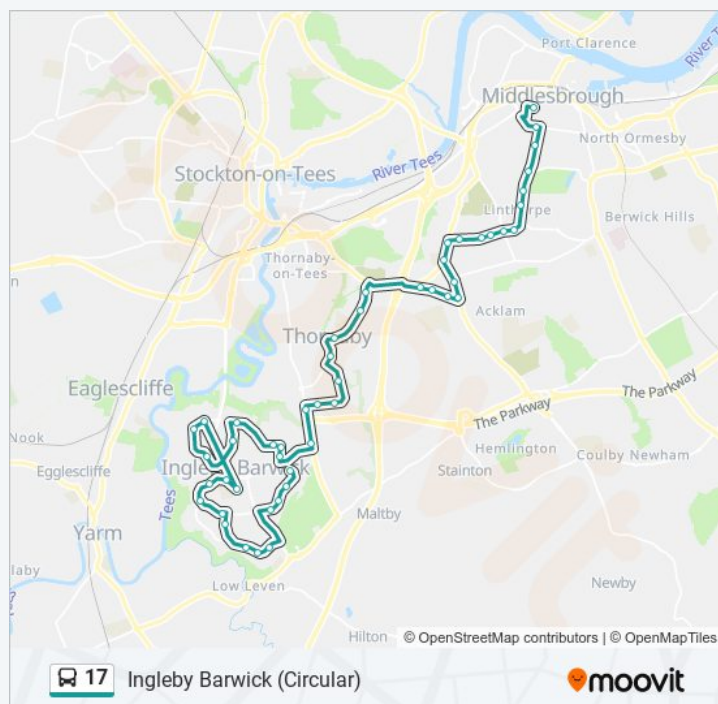 Port Clarence
River T
Middlesbrough
North Ormesby
River Tees
Stockton-on-Tees
Linthorpe
Berwick Hills
Thornaby-
on-Tees
Acklam
Thornaby
Eaglescliffe
The Parkway
The Parkway
Nook
Hemlington
Coulby Newham
Egglescliffe
Ingleby Barwick
Stainton
Tees
Maltby
Yarm
laby
Low Leven
Newby
Tees
Hilton
© OpenStreetMap contributors | © OpenMapTiles
17 Ingleby Barwick (Circular)
moovit